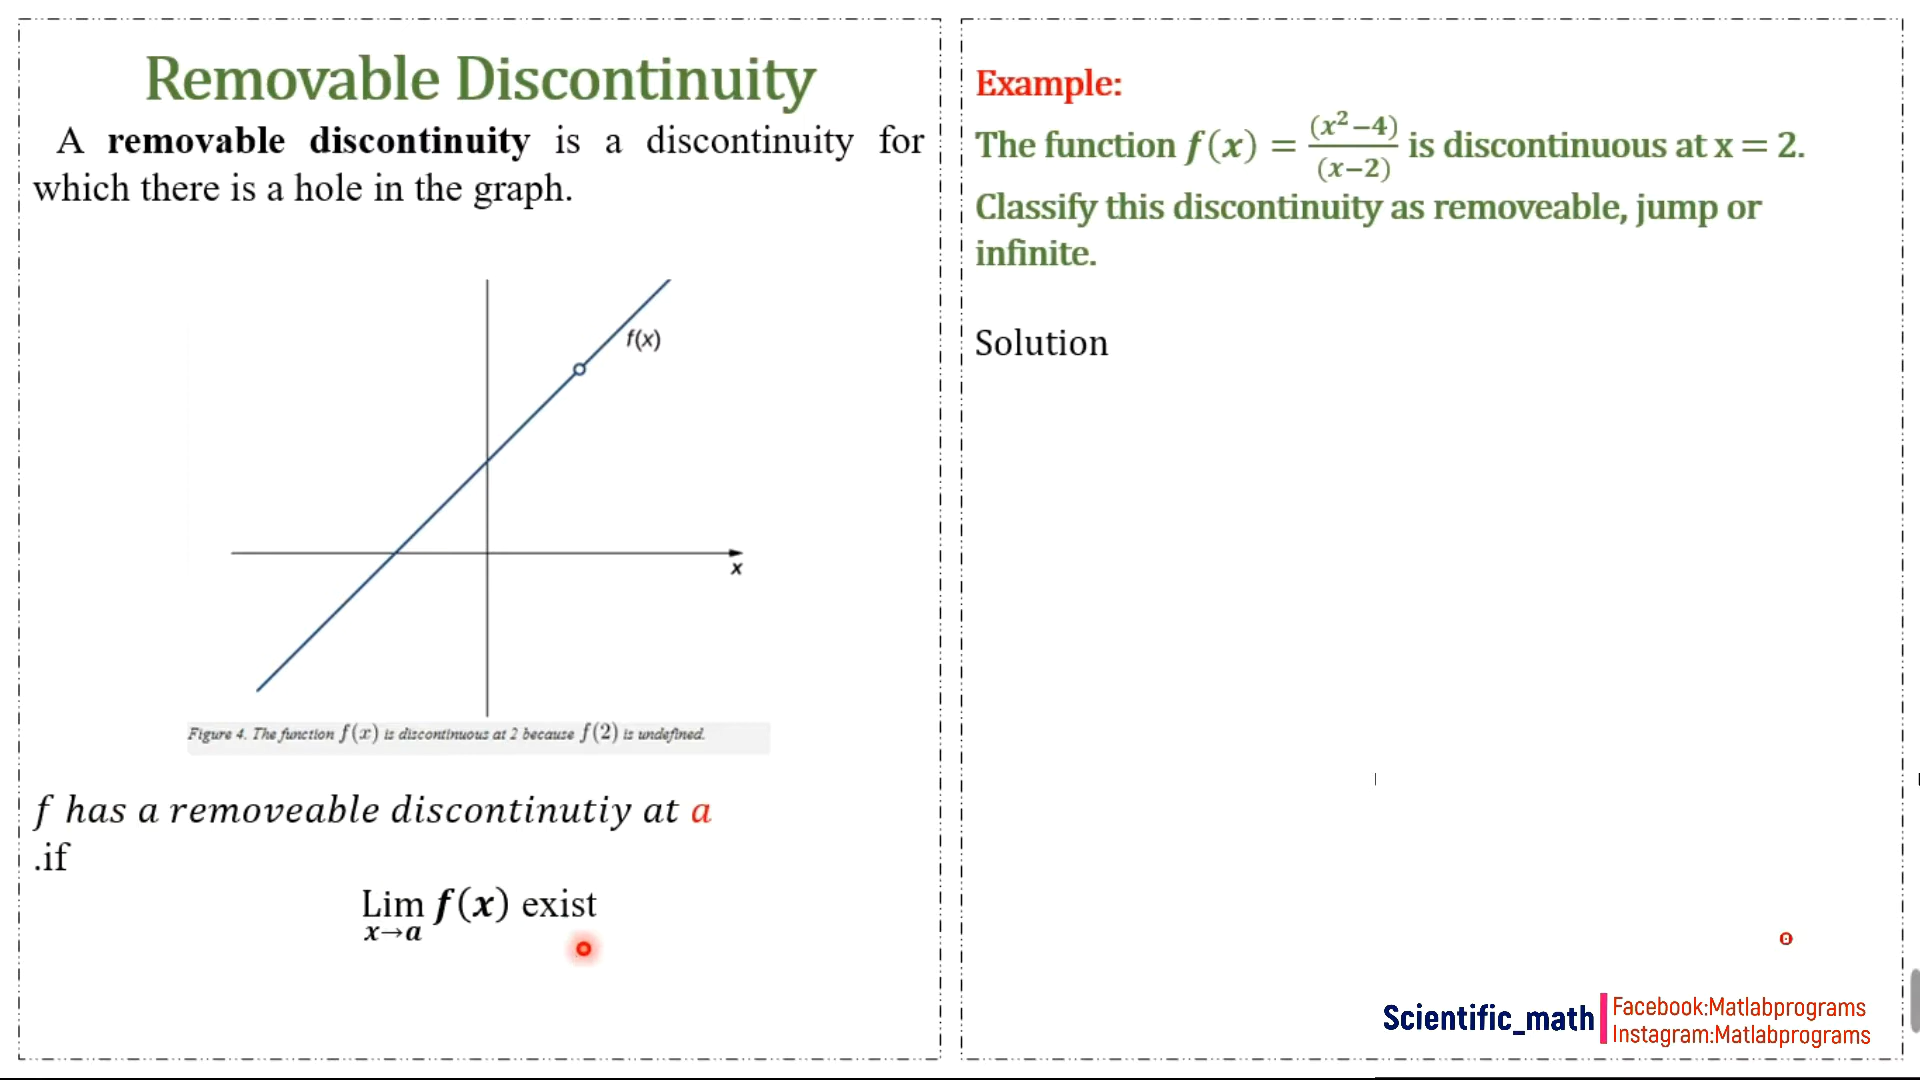 Removable Discontinuity
A removable discontinuity is a discontinuity for
which there is a hole in the graph.
f(x)
x
Figure 4. The function f(x) is discontinuous at 2 because f(2) is undefined.
f has a removeable discontinutiy at a
.if
Lim f(x) exist
x→a
Example:
The function f(x) = (x²−4)/(x−2) is discontinuous at x = 2.
Classify this discontinuity as removeable, jump or
infinite.
Solution
Scientific_math
Facebook:Matlabprograms
Instagram:Matlabprograms